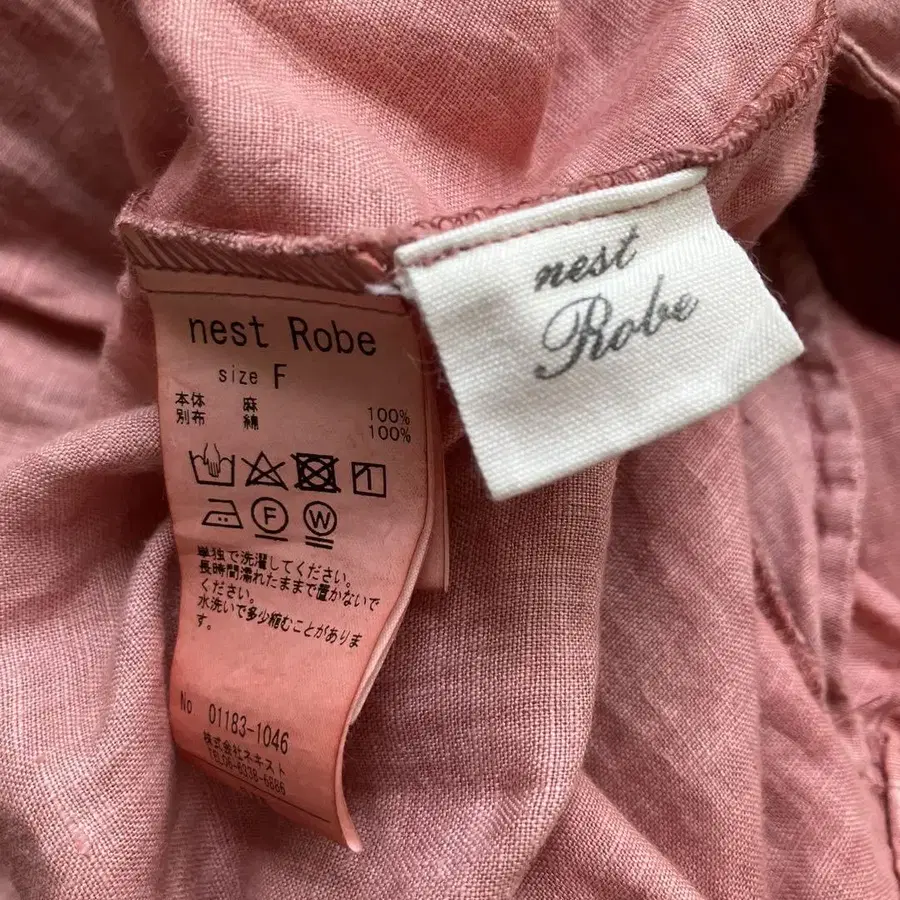 nest Robe
size F
本体 麻 100%
別布 綿 100%
F W
単独で洗濯してください。
長時間濡れたままで置かないで
ください。
水洗いで多少縮むことがありま
す。
No 01183-1046
株式会社ネキスト
TEL06-6338-6886
nest
Robe